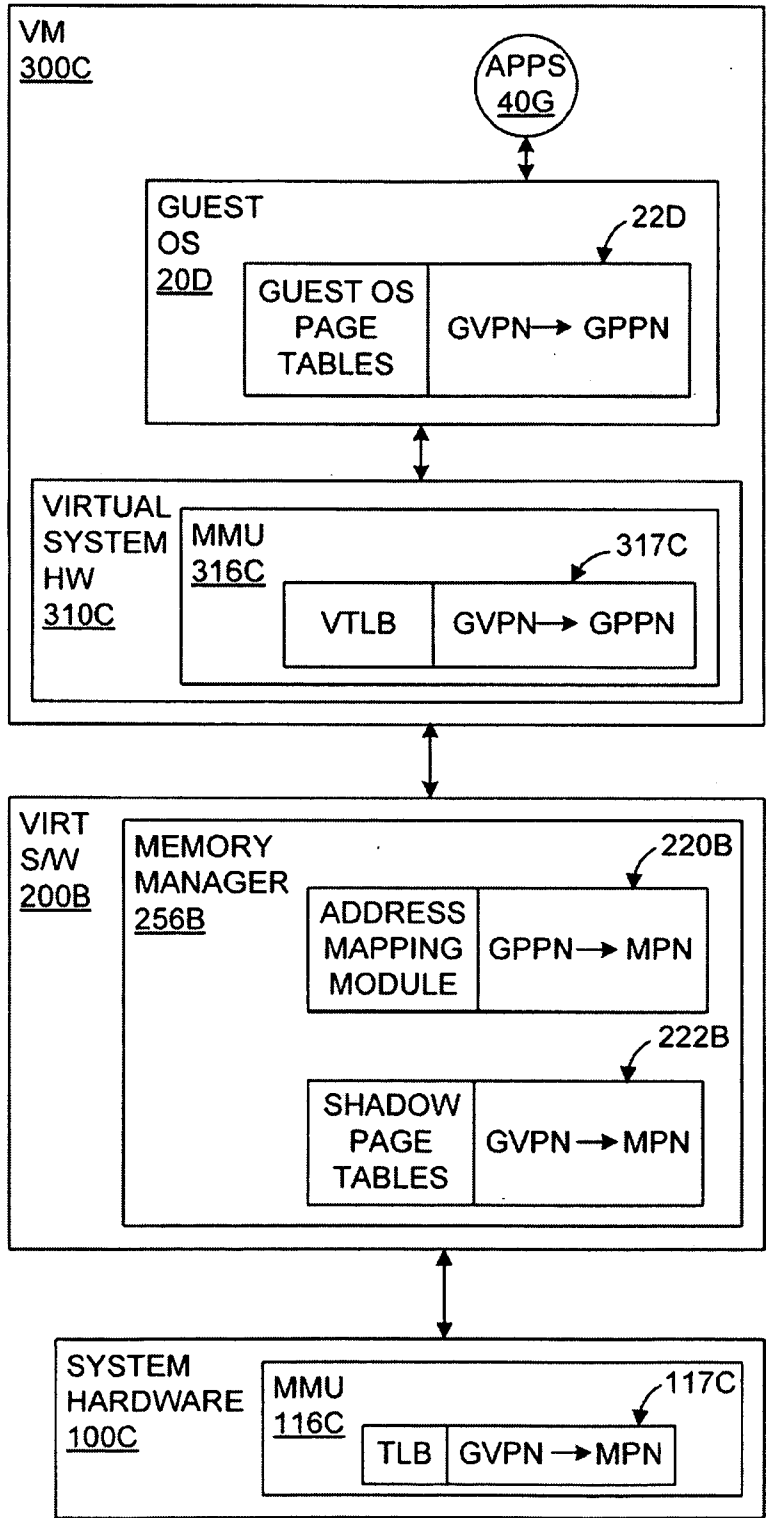 VM
300C
APPS
40G
GUEST
OS
20D
22D
GUEST OS
PAGE
TABLES
GVPN → GPPN
VIRTUAL
SYSTEM
HW
310C
MMU
316C
317C
VTLB
GVPN → GPPN
VIRT
S/W
200B
MEMORY
MANAGER
256B
220B
ADDRESS
MAPPING
MODULE
GPPN → MPN
222B
SHADOW
PAGE
TABLES
GVPN → MPN
SYSTEM
HARDWARE
100C
MMU
116C
117C
TLB
GVPN → MPN